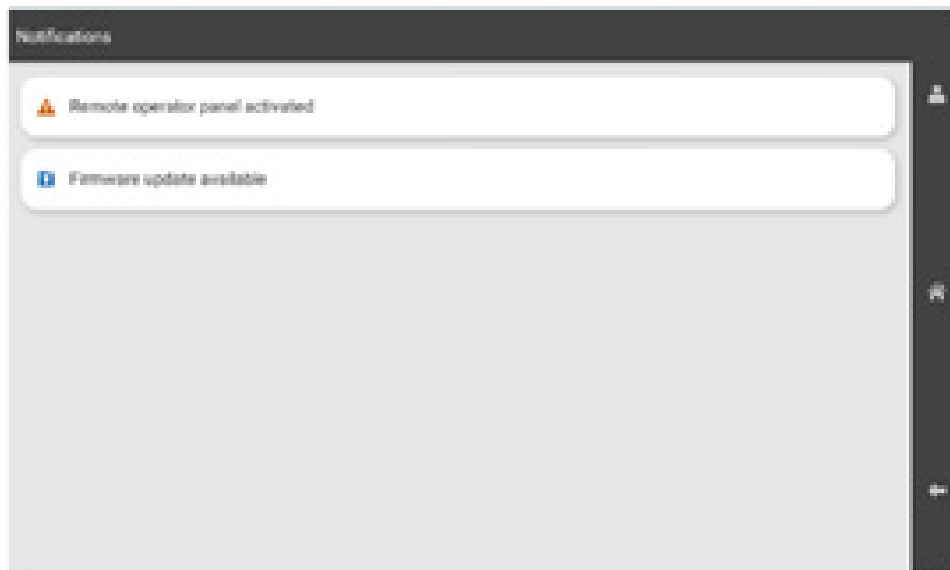 Notifications
Remote operator panel activated
Firmware update available